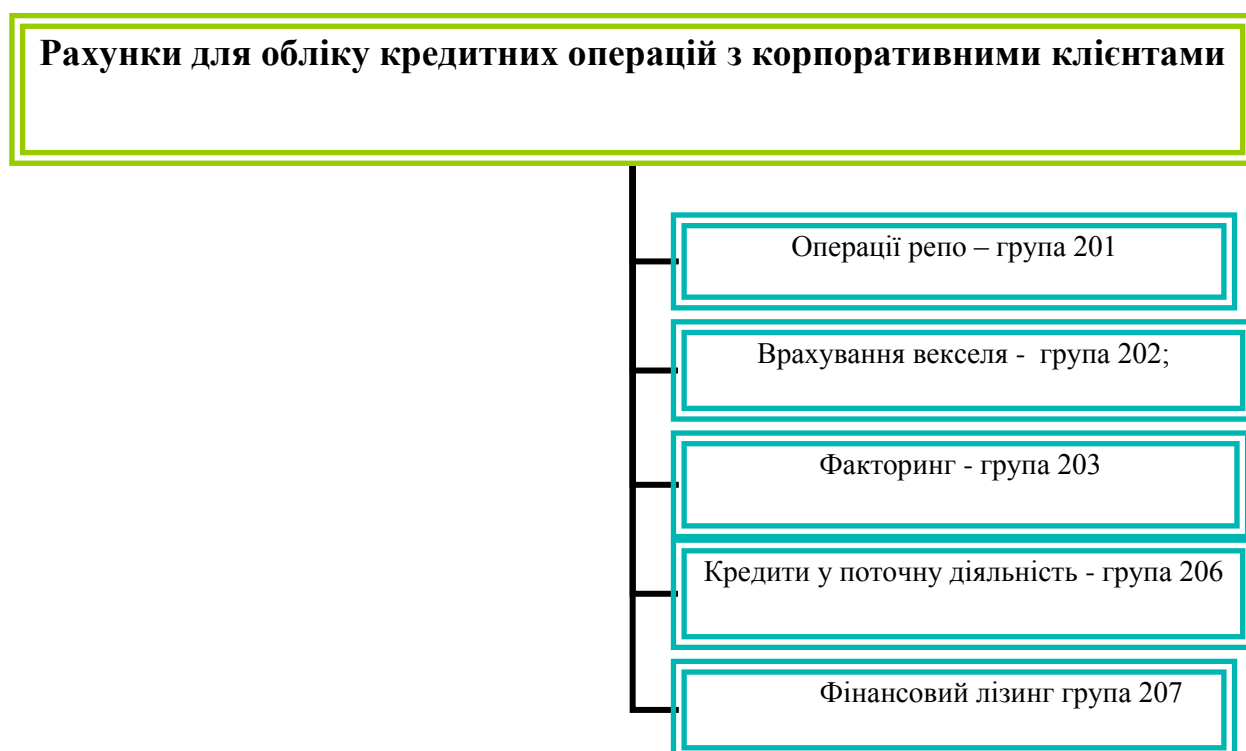 Рахунки для обліку кредитних операцій з корпоративними клієнтами
Операції репо – група 201
Врахування векселя - група 202;
Факторинг - група 203
Кредити у поточну діяльність - група 206
Фінансовий лізинг група 207